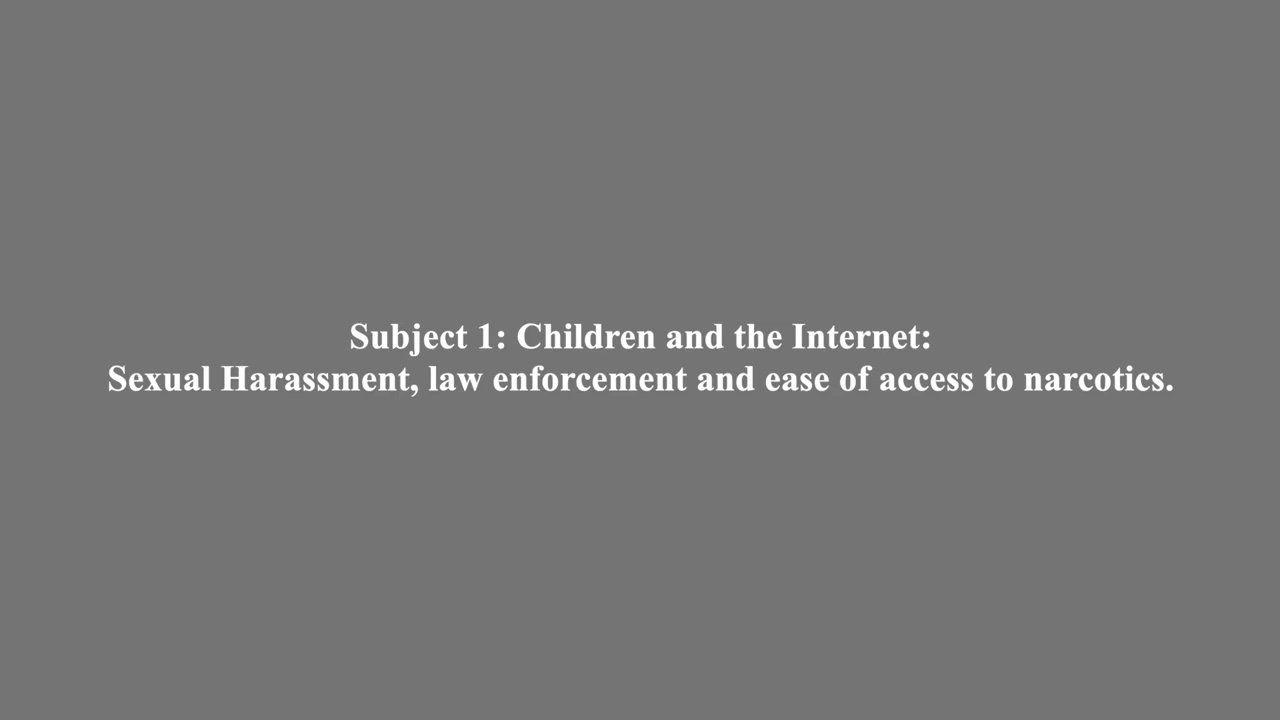 Subject 1: Children and the Internet:
Sexual Harassment, law enforcement and ease of access to narcotics.